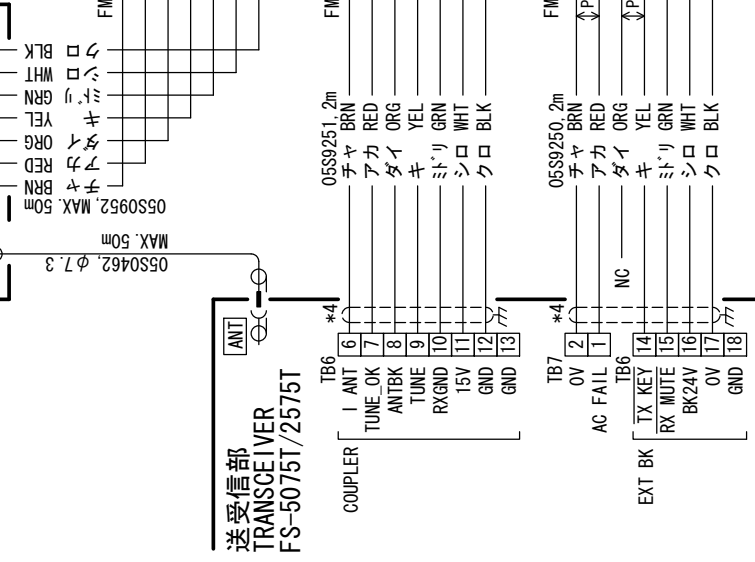 クロ BLK
シロ WHT
ミドリ GRN
キ YEL
ダイ ORG
アカ RED
チャ BRN
05S0952, MAX. 50m
05S0462, φ7.3
MAX. 50m
ANT
送受信部
TRANSCEIVER
FS-5075T/2575T
FM
05S9251, 2m
チャ BRN
アカ RED
ダイ ORG
キ YEL
ミドリ GRN
シロ WHT
クロ BLK
*4
TB6
6 I ANT
7 TUNE_OK
8 ANTBK
9 TUNE
10 RXGND
11 15V
12 GND
13 GND
COUPLER
FM
P
P
05S9250, 2m
チャ BRN
アカ RED
ダイ ORG
キ YEL
ミドリ GRN
シロ WHT
クロ BLK
NC
*4
TB7
2 0V
1 AC FAIL
TB6
14 TX KEY
15 RX MUTE
16 BK24V
17 0V
18 GND
EXT BK
FM